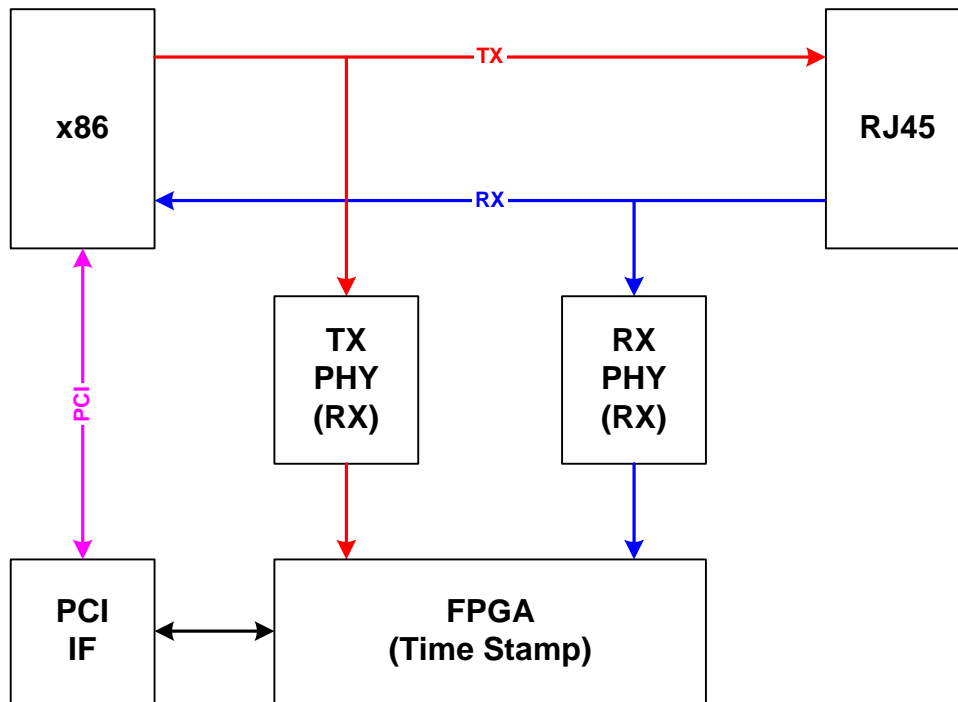 TX
x86
RJ45
RX
TX
PHY
(RX)
RX
PHY
(RX)
PCI
PCI
IF
FPGA
(Time Stamp)